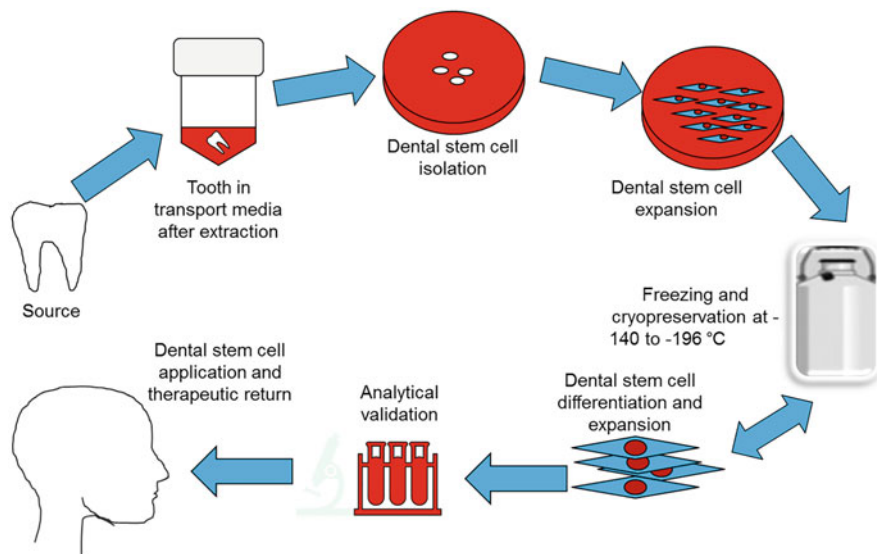 Source
Tooth in
transport media
after extraction
Dental stem cell
isolation
Dental stem cell
expansion
Freezing and
cryopreservation at -
140 to -196 °C
Dental stem cell
differentiation and
expansion
Analytical
validation
Dental stem cell
application and
therapeutic return